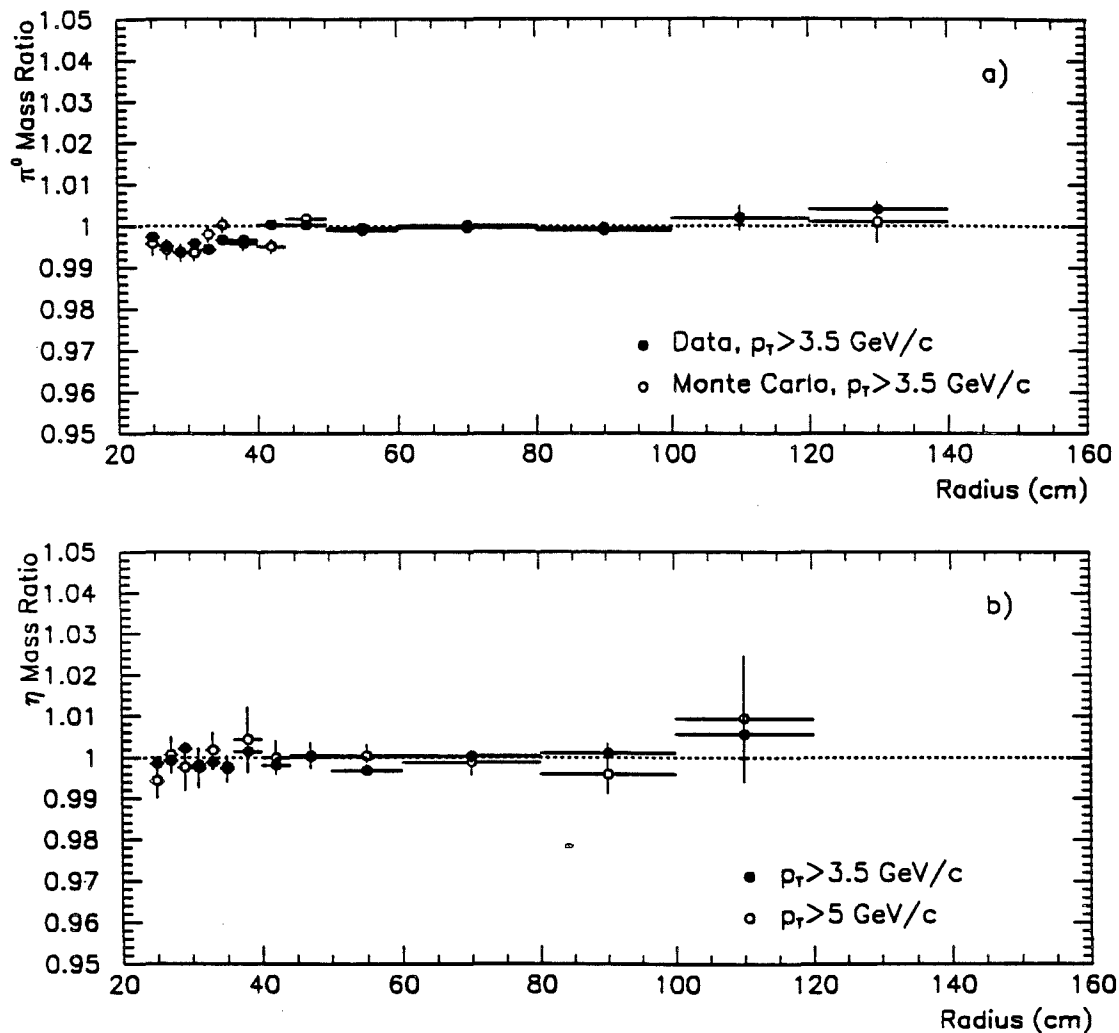 1.05
1.04
1.03
1.02
1.01
1
0.99
0.98
0.97
0.96
0.95
π⁰ Mass Ratio
a)
Data, pT>3.5 GeV/c
Monte Carlo, pT>3.5 GeV/c
20 40 60 80 100 120 140 160
Radius (cm)
1.05
1.04
1.03
1.02
1.01
1
0.99
0.98
0.97
0.96
0.95
η Mass Ratio
b)
pT>3.5 GeV/c
pT>5 GeV/c
20 40 60 80 100 120 140 160
Radius (cm)